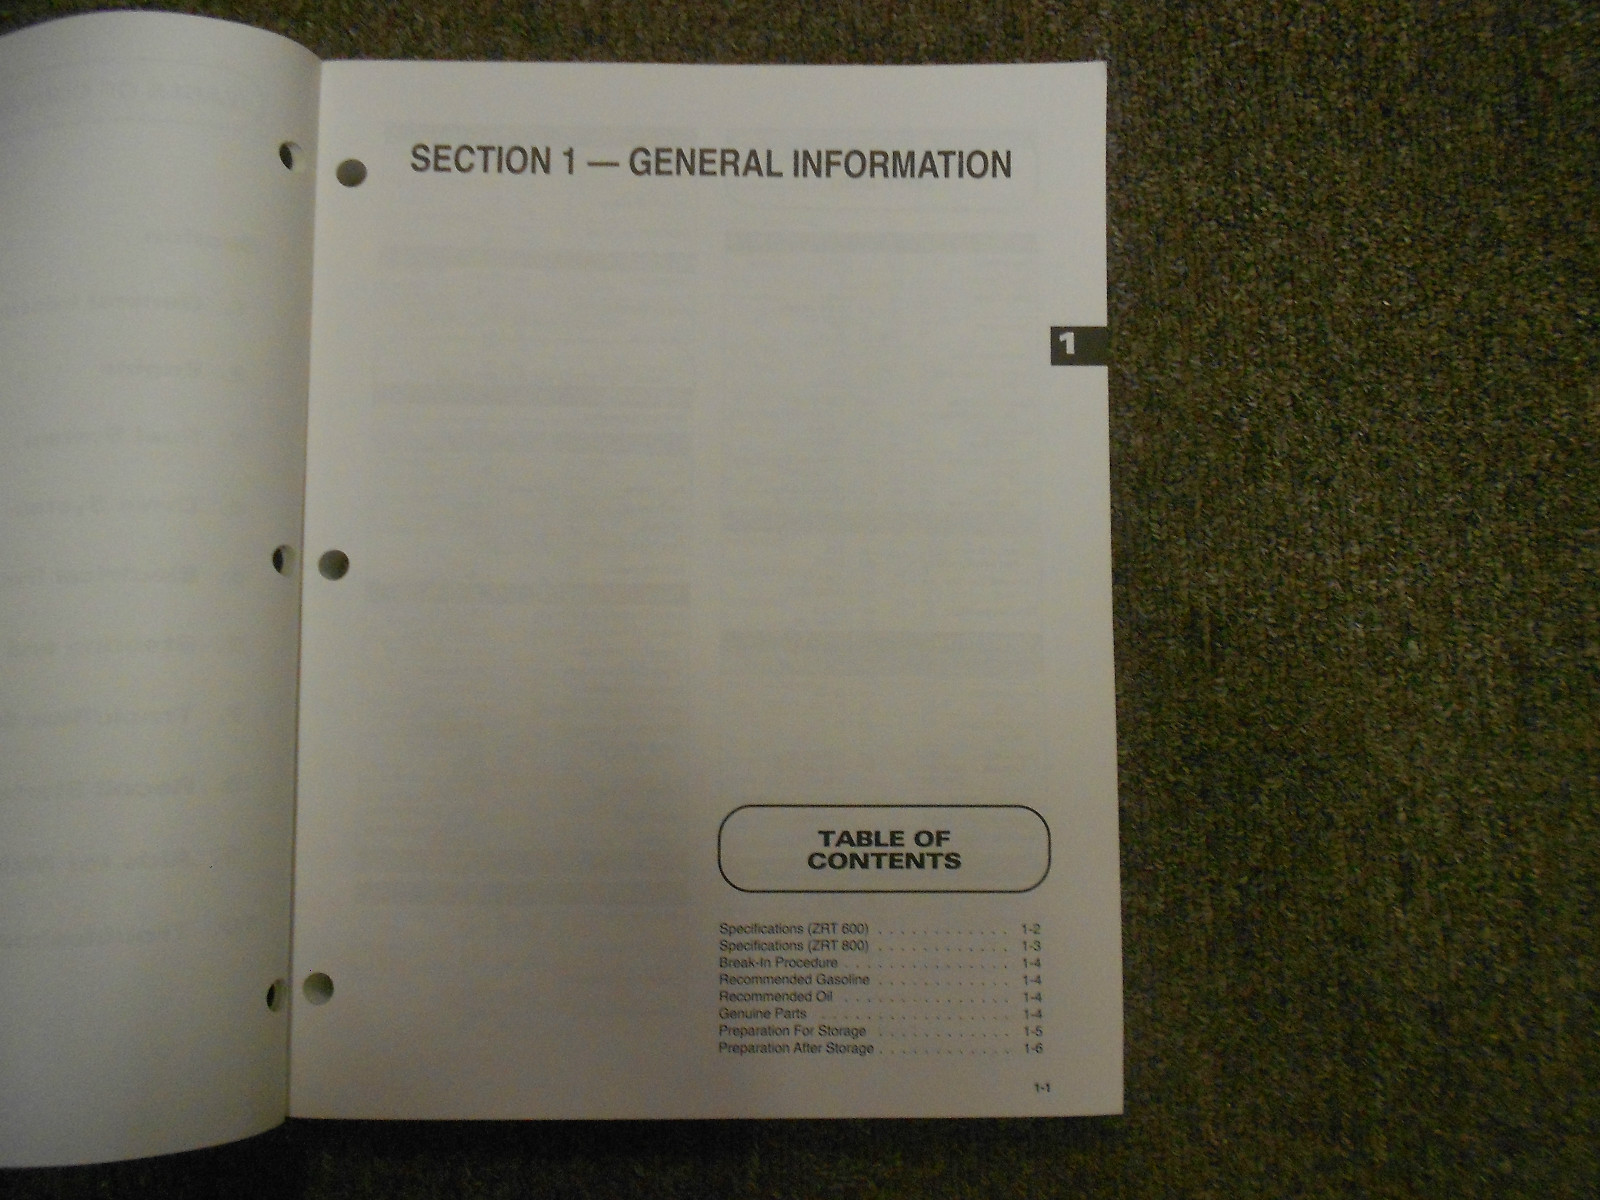 SECTION 1 — GENERAL INFORMATION
1
TABLE OF
CONTENTS
Specifications (ZRT 600) . . . . . . . . . . . . 1-2
Specifications (ZRT 800) . . . . . . . . . . . . 1-3
Break-In Procedure . . . . . . . . . . . . . . . 1-4
Recommended Gasoline . . . . . . . . . . . . 1-4
Recommended Oil . . . . . . . . . . . . . . . 1-4
Genuine Parts . . . . . . . . . . . . . . . . . 1-4
Preparation For Storage . . . . . . . . . . . . 1-5
Preparation After Storage . . . . . . . . . . . . 1-6
1-1